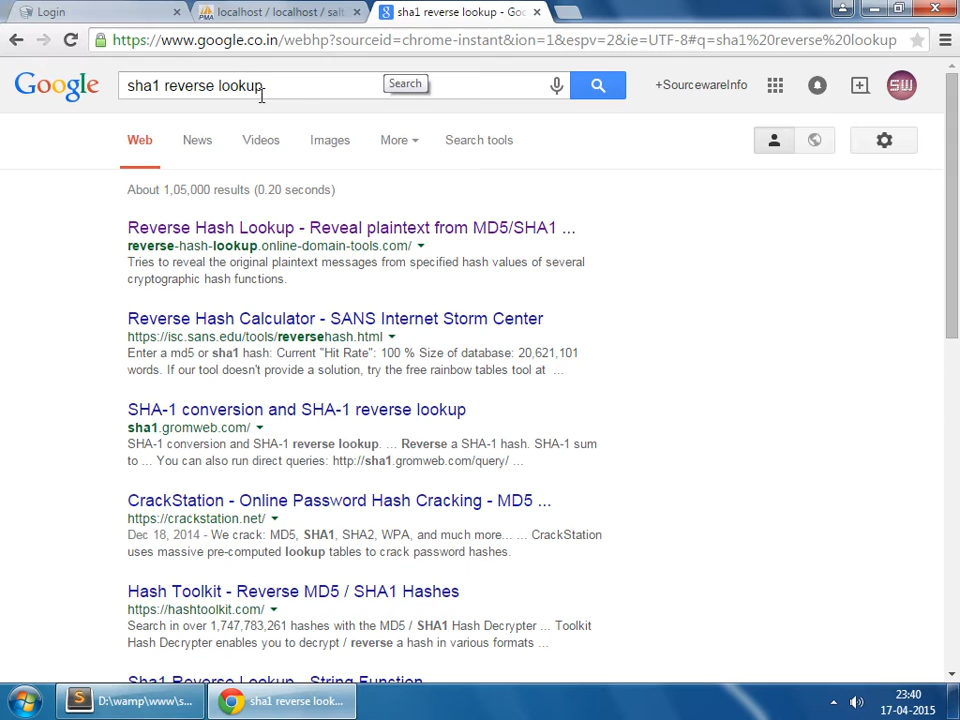 Login
localhost / localhost / salt
sha1 reverse lookup - Goo
https://www.google.co.in/webhp?sourceid=chrome-instant&ion=1&espv=2&ie=UTF-8#q=sha1%20reverse%20lookup
Google
sha1 reverse lookup
Search
+SourcewareInfo
SW
Web News Videos Images More Search tools
About 1,05,000 results (0.20 seconds)
Reverse Hash Lookup - Reveal plaintext from MD5/SHA1 ...
reverse-hash-lookup.online-domain-tools.com/
Tries to reveal the original plaintext messages from specified hash values of several
cryptographic hash functions.
Reverse Hash Calculator - SANS Internet Storm Center
https://isc.sans.edu/tools/reversehash.html
Enter a md5 or sha1 hash: Current "Hit Rate": 100 % Size of database: 20,621,101
words. If our tool doesn't provide a solution, try the free rainbow tables tool at ...
SHA-1 conversion and SHA-1 reverse lookup
sha1.gromweb.com/
SHA-1 conversion and SHA-1 reverse lookup. ... Reverse a SHA-1 hash. SHA-1 sum
to ... You can also run direct queries: http://sha1.gromweb.com/query/ ...
CrackStation - Online Password Hash Cracking - MD5 ...
https://crackstation.net/
Dec 18, 2014 - We crack: MD5, SHA1, SHA2, WPA, and much more... ... CrackStation
uses massive pre-computed lookup tables to crack password hashes.
Hash Toolkit - Reverse MD5 / SHA1 Hashes
https://hashtoolkit.com/
Search in over 1,747,783,261 hashes with the MD5 / SHA1 Hash Decrypter ... Toolkit
Hash Decrypter enables you to decrypt / reverse a hash in various formats ...
Sha1 Reverse Lookup - String Function
D:\wamp\www\s...
sha1 reverse look...
23:40
17-04-2015